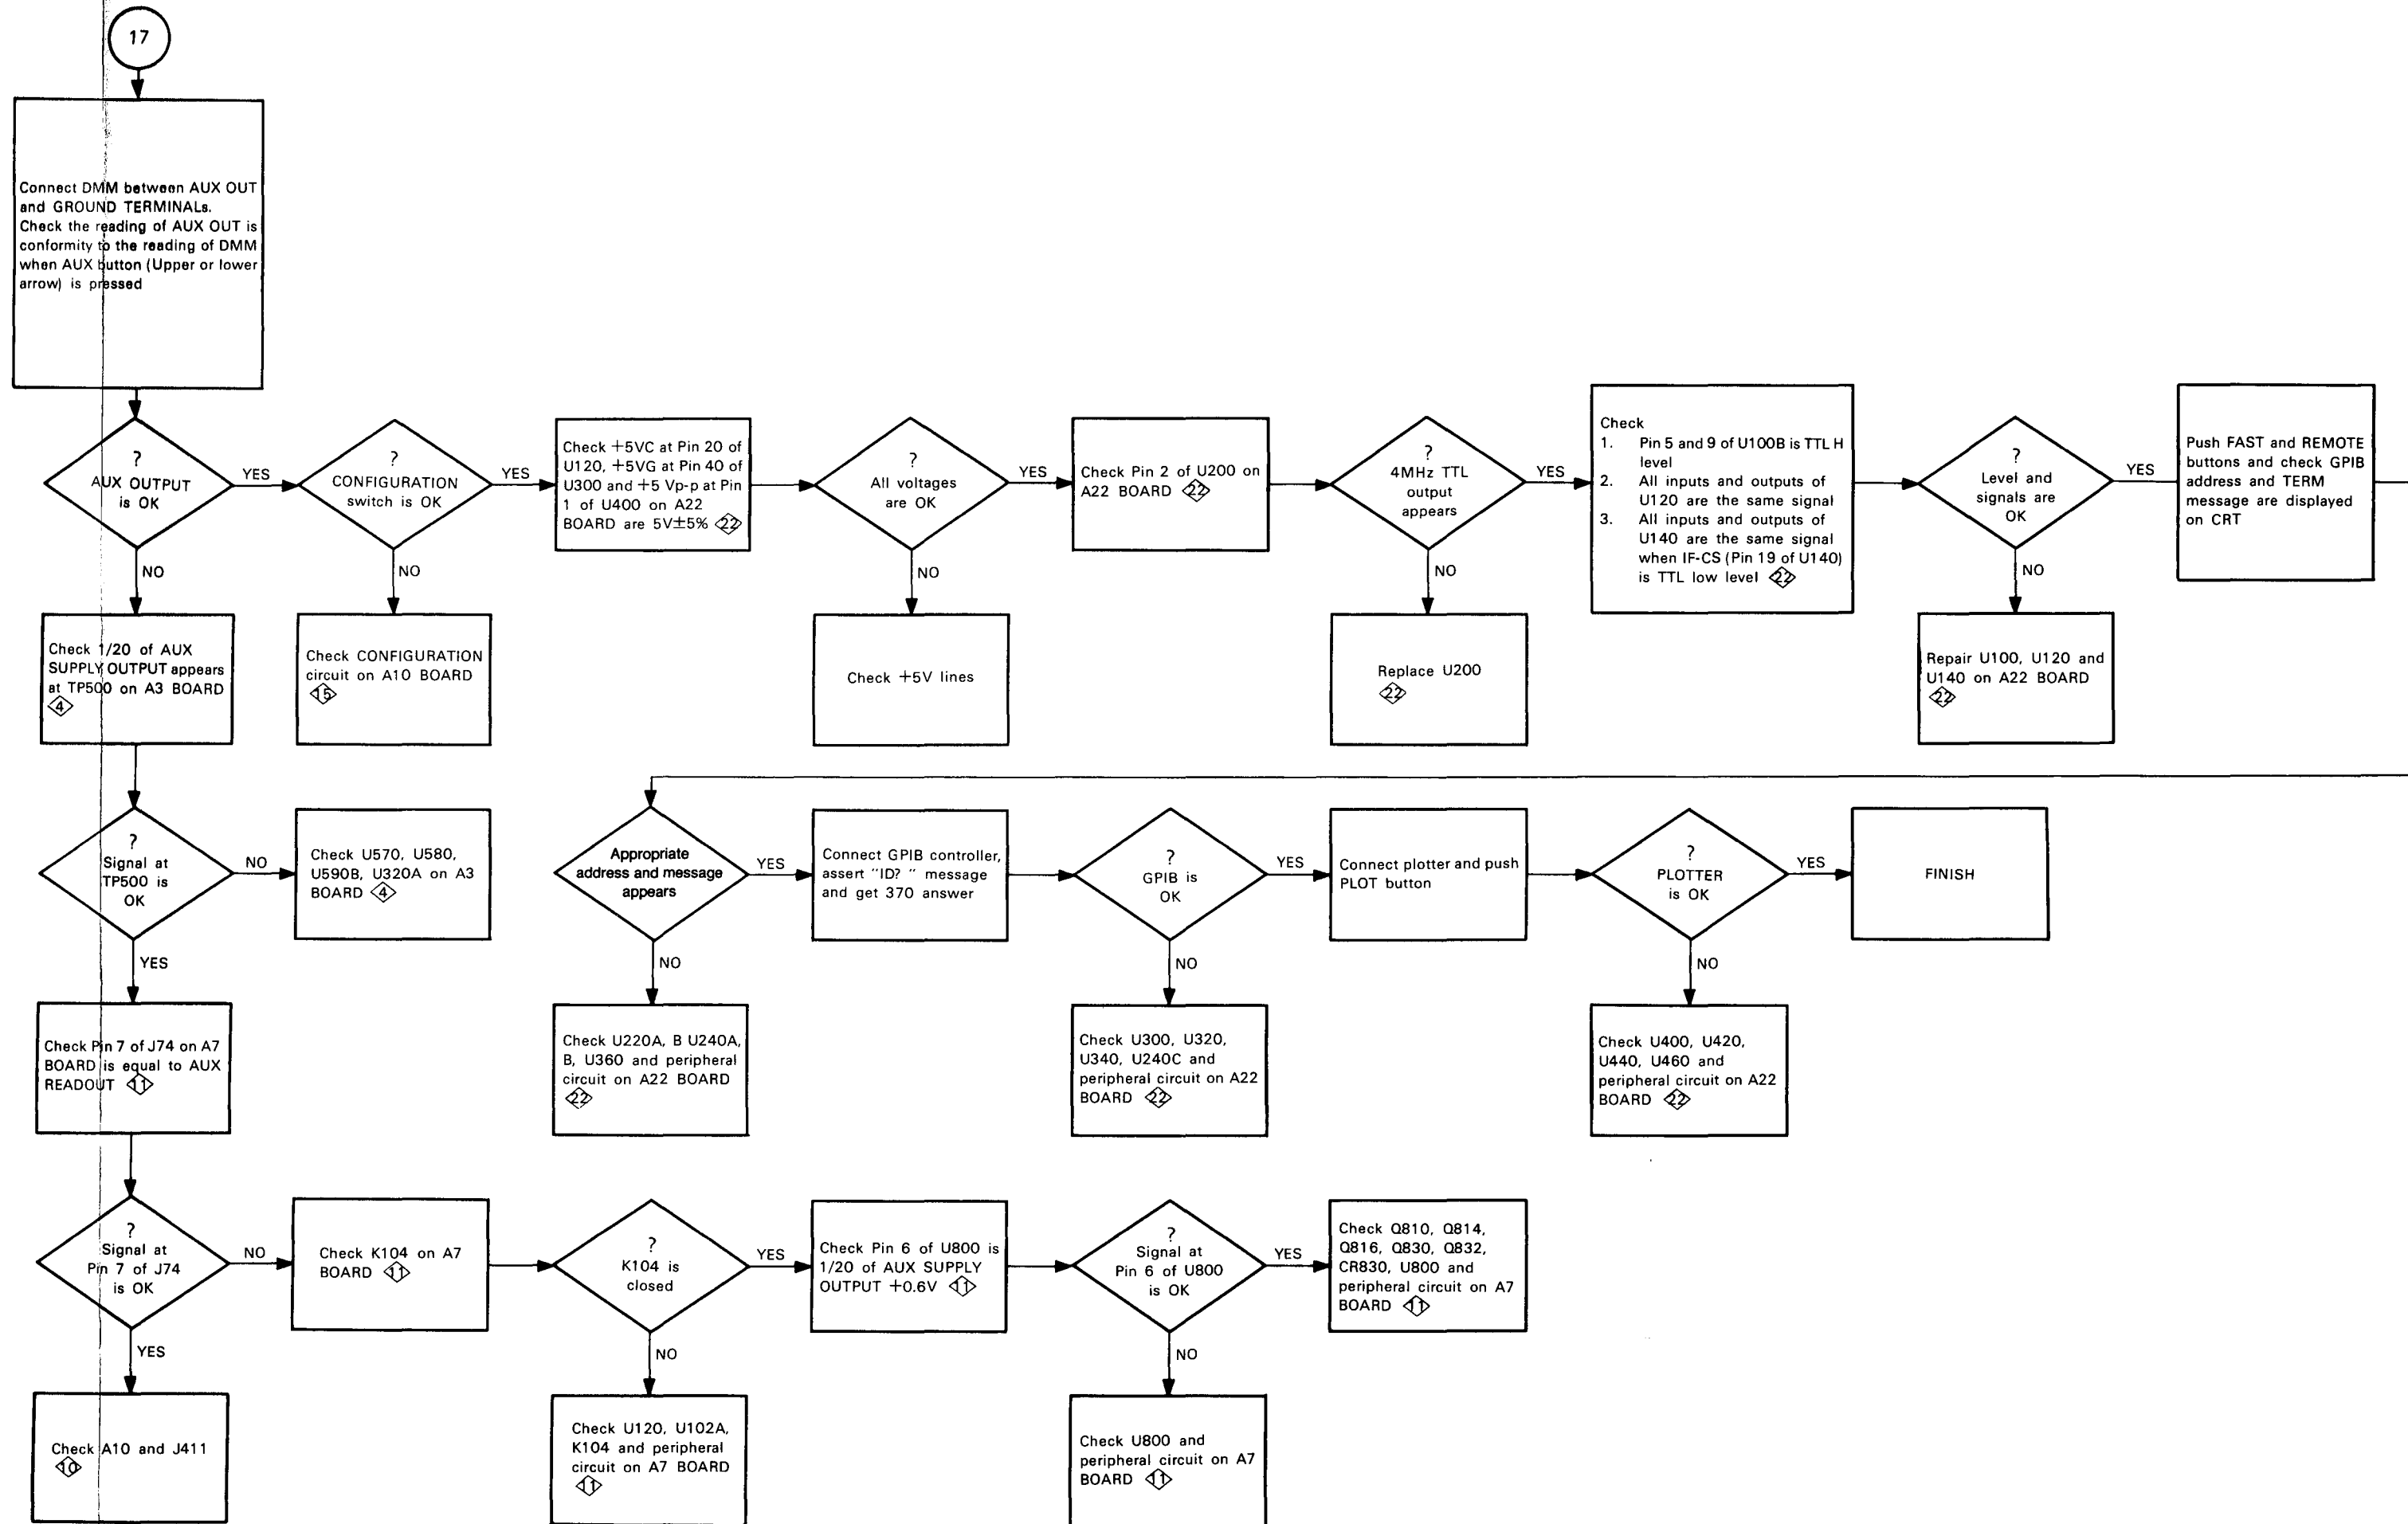 17
Connect DMM between AUX OUT
and GROUND TERMINALs.
Check the reading of AUX OUT is
conformity to the reading of DMM
when AUX button (Upper or lower
arrow) is pressed
?
AUX OUTPUT
is OK
YES
NO
?
CONFIGURATION
switch is OK
YES
NO
Check +5VC at Pin 20 of
U120, +5VG at Pin 40 of
U300 and +5 Vp-p at Pin
1 of U400 on A22
BOARD are 5V±5% 22
?
All voltages
are OK
YES
NO
Check Pin 2 of U200 on
A22 BOARD 22
?
4MHz TTL
output
appears
YES
NO
Check
1. Pin 5 and 9 of U100B is TTL H
level
2. All inputs and outputs of
U120 are the same signal
3. All inputs and outputs of
U140 are the same signal
when IF-CS (Pin 19 of U140)
is TTL low level 22
?
Level and
signals are
OK
YES
NO
Push FAST and REMOTE
buttons and check GPIB
address and TERM
message are displayed
on CRT
Check 1/20 of AUX
SUPPLY OUTPUT appears
at TP500 on A3 BOARD
4
Check CONFIGURATION
circuit on A10 BOARD
15
Check +5V lines
Replace U200
22
Repair U100, U120 and
U140 on A22 BOARD
22
?
Signal at
TP500 is
OK
NO
YES
Check U570, U580,
U590B, U320A on A3
BOARD 4
Appropriate
address and message
appears
YES
NO
Connect GPIB controller,
assert "ID? " message
and get 370 answer
?
GPIB is
OK
YES
NO
Connect plotter and push
PLOT button
?
PLOTTER
is OK
YES
NO
FINISH
Check Pin 7 of J74 on A7
BOARD is equal to AUX
READOUT 11
Check U220A, B U240A,
B, U360 and peripheral
circuit on A22 BOARD
22
Check U300, U320,
U340, U240C and
peripheral circuit on A22
BOARD 22
Check U400, U420,
U440, U460 and
peripheral circuit on A22
BOARD 22
?
Signal at
Pin 7 of J74
is OK
NO
YES
Check K104 on A7
BOARD 11
?
K104 is
closed
YES
NO
Check Pin 6 of U800 is
1/20 of AUX SUPPLY
OUTPUT +0.6V 11
?
Signal at
Pin 6 of U800
is OK
YES
NO
Check Q810, Q814,
Q816, Q830, Q832,
CR830, U800 and
peripheral circuit on A7
BOARD 11
Check A10 and J411
10
Check U120, U102A,
K104 and peripheral
circuit on A7 BOARD
11
Check U800 and
peripheral circuit on A7
BOARD 11